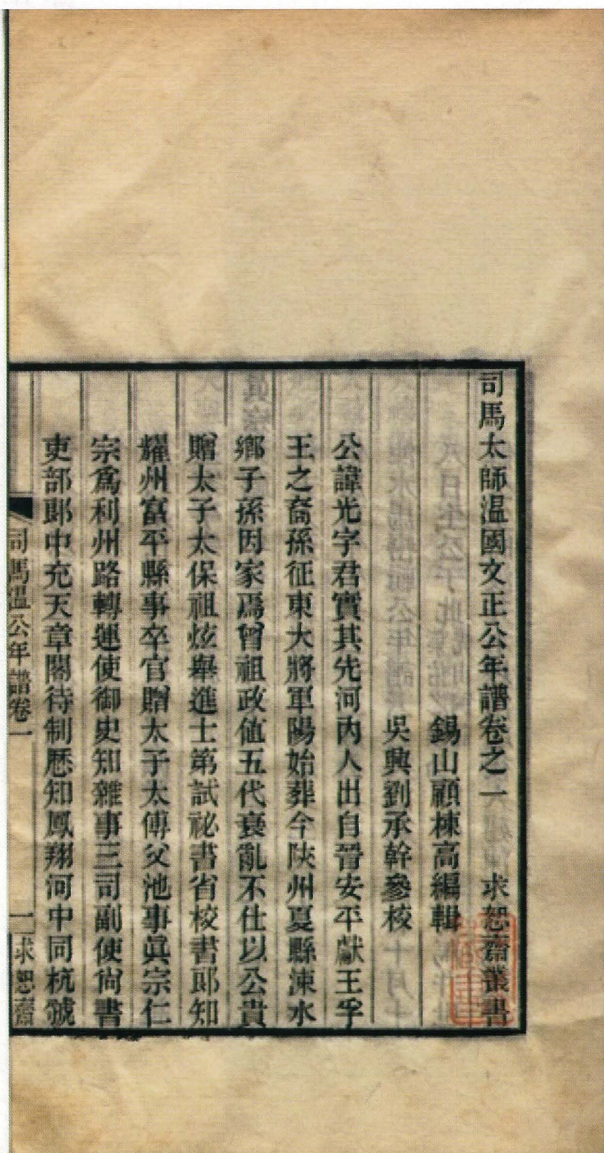 司馬太師溫國文正公年譜卷之一 求恕齋叢書
錫山顧棟高編輯
吳興劉承幹參校
公諱光字君實其先河內人出自晉安平獻王孚
王之裔孫征東大將軍陽始葬今陝州夏縣涑水
鄉子孫因家焉曾祖政值五代衰亂不仕以公貴
贈太子太保祖炫舉進士第試祕書省校書郎知
耀州富平縣事卒官贈太子太傅父池事眞宗仁
宗爲利州路轉運使御史知雜事三司副使尙書
吏部郎中充天章閣待制歷知鳳翔河中同杭虢
司馬溫公年譜卷一
一
求恕齋